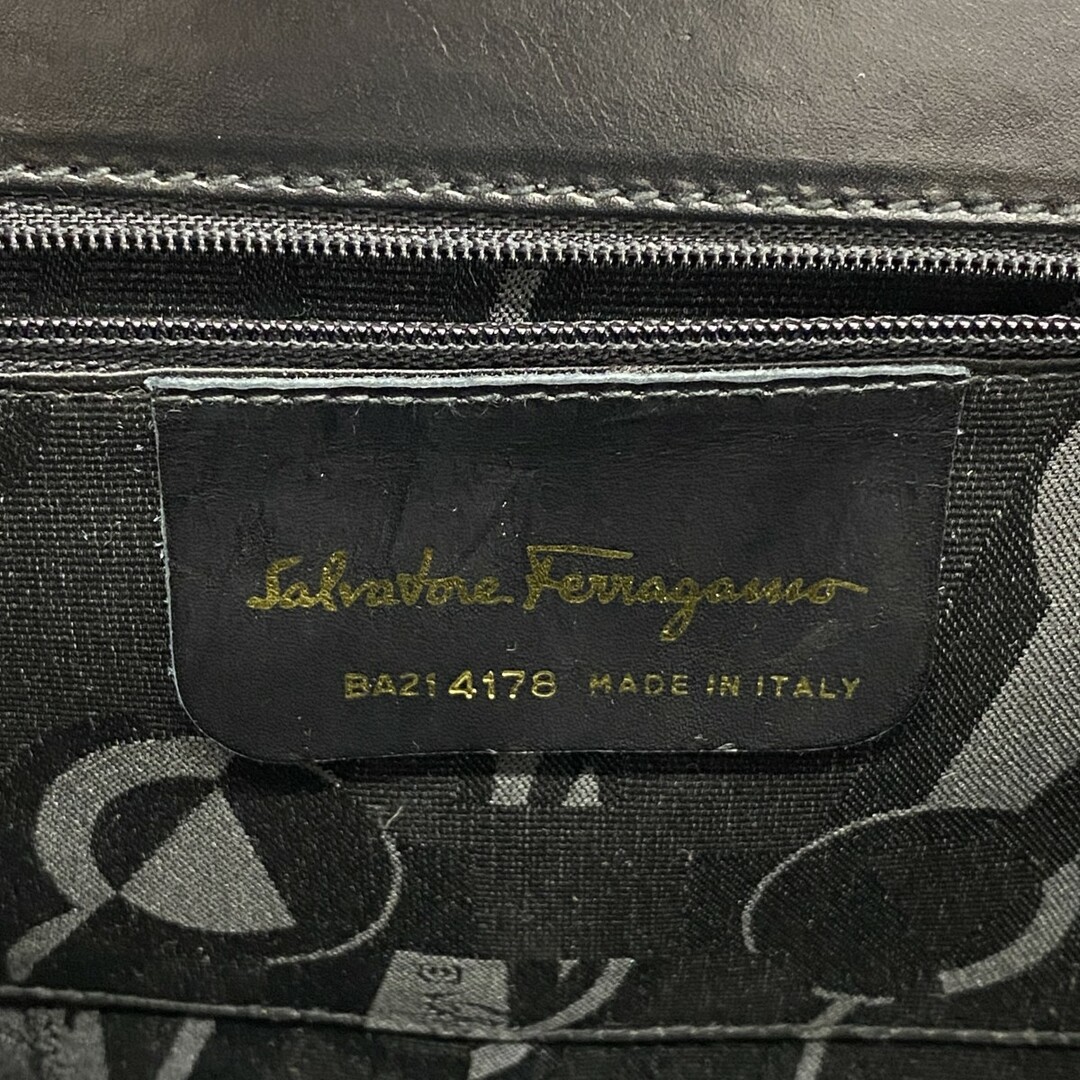 Salvatore Ferragamo
BA21 4178 MADE IN ITALY